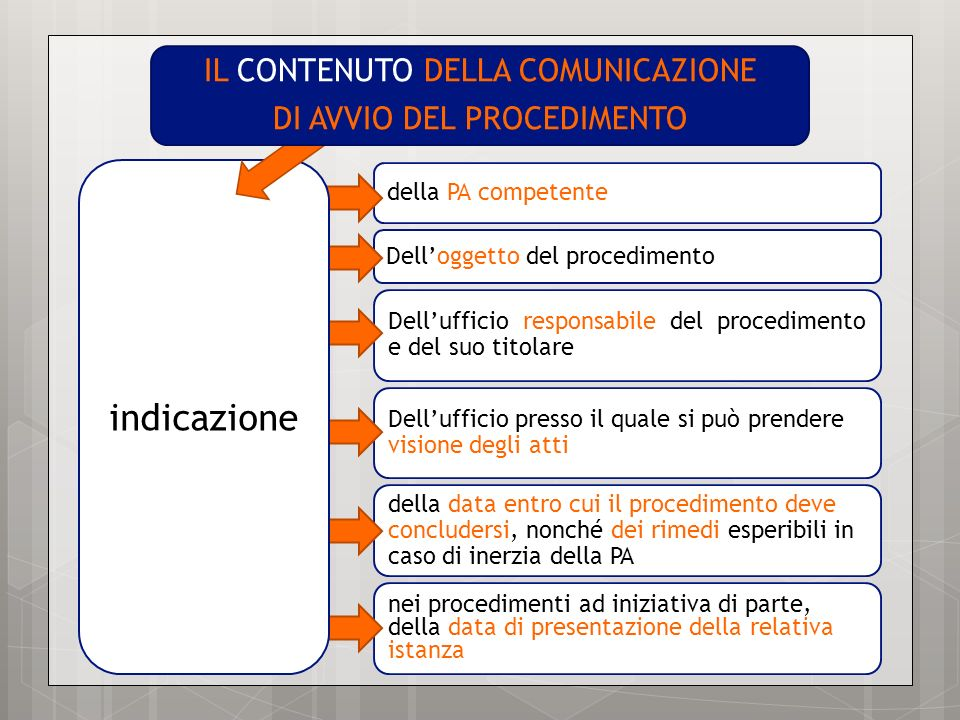 IL CONTENUTO DELLA COMUNICAZIONE
DI AVVIO DEL PROCEDIMENTO
indicazione
della PA competente
Dell’oggetto del procedimento
Dell’ufficio responsabile del procedimento
e del suo titolare
Dell’ufficio presso il quale si può prendere
visione degli atti
della data entro cui il procedimento deve
concludersi, nonché dei rimedi esperibili in
caso di inerzia della PA
nei procedimenti ad iniziativa di parte,
della data di presentazione della relativa
istanza